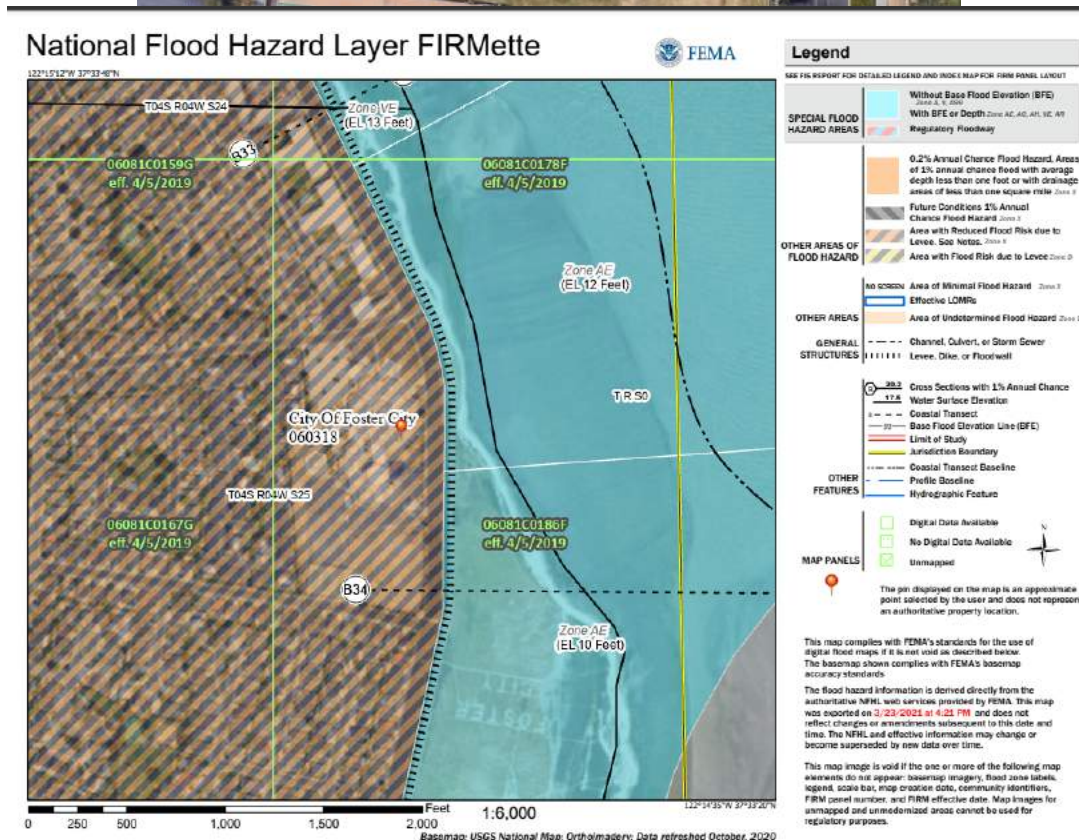 National Flood Hazard Layer FIRMette
FEMA
122°15'12"W 37°33'48"N
T04S R04W S24
Zone VE
(EL 13 Feet)
B33
06081C0159G
eff. 4/5/2019
06081C0178F
eff. 4/5/2019
Zone AE
(EL 12 Feet)
T R S0
City Of Foster City
060318
T04S R04W S25
06081C0167G
eff. 4/5/2019
06081C0186F
eff. 4/5/2019
B34
Zone AE
(EL 10 Feet)
122°14'35"W 37°33'20"N
0 250 500 1,000 1,500 2,000 Feet 1:6,000
Basemap: USGS National Map: Orthoimagery: Data refreshed October, 2020
Legend
SEE FIS REPORT FOR DETAILED LEGEND AND INDEX MAP FOR FIRM PANEL LAYOUT
SPECIAL FLOOD
HAZARD AREAS
Without Base Flood Elevation (BFE)
Zone A, V, A99
With BFE or Depth Zone AE, AO, AH, VE, AR
Regulatory Floodway
0.2% Annual Chance Flood Hazard, Areas
of 1% annual chance flood with average
depth less than one foot or with drainage
areas of less than one square mile Zone X
Future Conditions 1% Annual
Chance Flood Hazard Zone X
Area with Reduced Flood Risk due to
Levee. See Notes. Zone X
Area with Flood Risk due to Levee Zone D
OTHER AREAS OF
FLOOD HAZARD
NO SCREEN Area of Minimal Flood Hazard Zone X
Effective LOMRs
Area of Undetermined Flood Hazard Zone
OTHER AREAS
GENERAL
STRUCTURES
Channel, Culvert, or Storm Sewer
Levee, Dike, or Floodwall
20.2 Cross Sections with 1% Annual Chance
17.5 Water Surface Elevation
Coastal Transect
Base Flood Elevation Line (BFE)
Limit of Study
Jurisdiction Boundary
Coastal Transect Baseline
Profile Baseline
Hydrographic Feature
OTHER
FEATURES
Digital Data Available
No Digital Data Available
Unmapped
MAP PANELS
N
The pin displayed on the map is an approximate
point selected by the user and does not represen
an authoritative property location.
This map complies with FEMA's standards for the use of
digital flood maps if it is not void as described below.
The basemap shown complies with FEMA's basemap
accuracy standards
The flood hazard information is derived directly from the
authoritative NFHL web services provided by FEMA. This map
was exported on 3/23/2021 at 4:21 PM and does not
reflect changes or amendments subsequent to this date and
time. The NFHL and effective information may change or
become superseded by new data over time.
This map image is void if the one or more of the following map
elements do not appear: basemap imagery, flood zone labels,
legend, scale bar, map creation date, community identifiers,
FIRM panel number, and FIRM effective date. Map images for
unmapped and unmodernized areas cannot be used for
regulatory purposes.